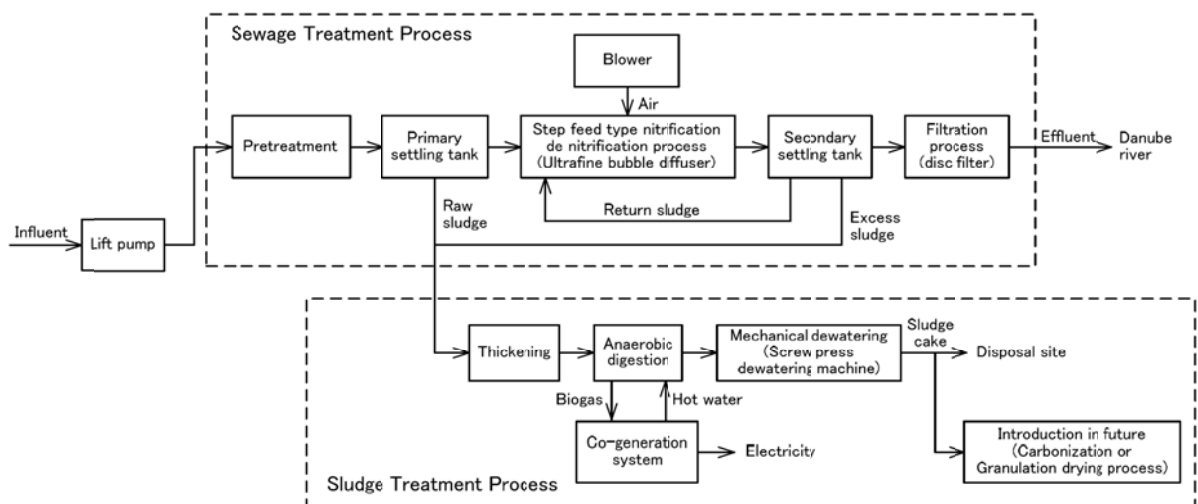 Sewage Treatment Process
Blower
Air
Pretreatment
Primary
settling tank
Step feed type nitrification
de nitrification process
(Ultrafine bubble diffuser)
Secondary
settling tank
Filtration
process
(disc filter)
Effluent
Danube
river
Return sludge
Raw
sludge
Excess
sludge
Influent
Lift pump
Thickening
Anaerobic
digestion
Mechanical dewatering
(Screw press
dewatering machine)
Sludge
cake
Disposal site
Biogas
Hot water
Co-generation
system
Electricity
Introduction in future
(Carbonization or
Granulation drying process)
Sludge Treatment Process